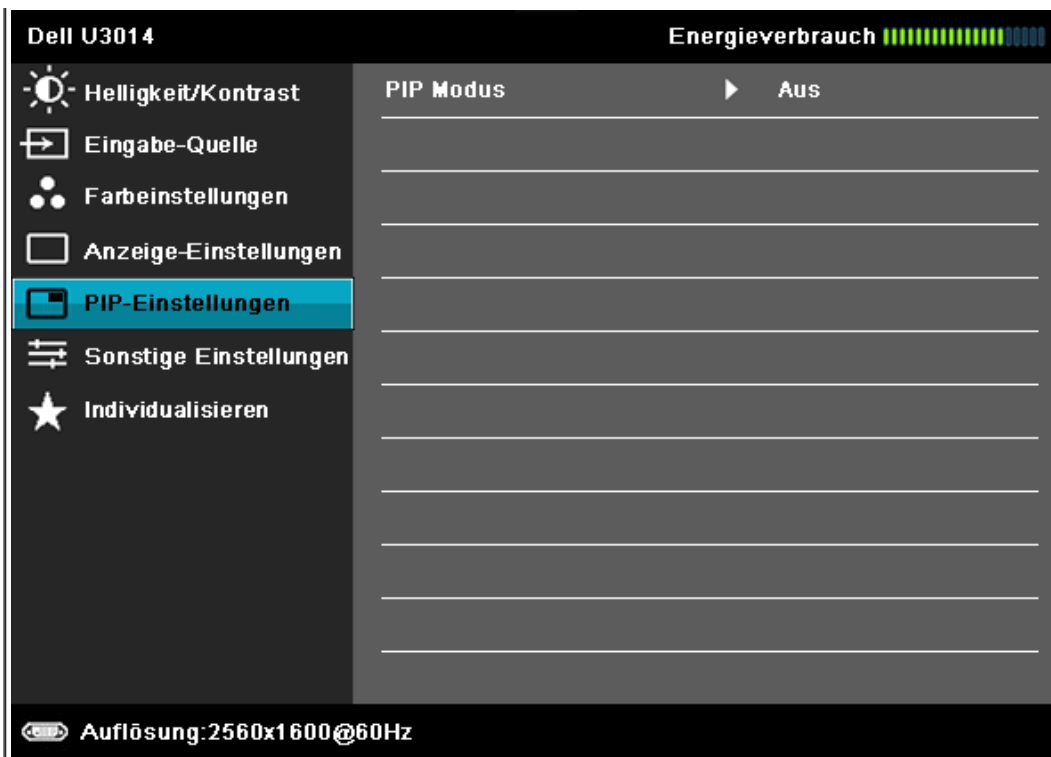 Dell U3014 Energieverbrauch
Helligkeit/Kontrast PIP Modus Aus
Eingabe-Quelle
Farbeinstellungen
Anzeige-Einstellungen
PIP-Einstellungen
Sonstige Einstellungen
Individualisieren
Auflösung:2560x1600@60Hz